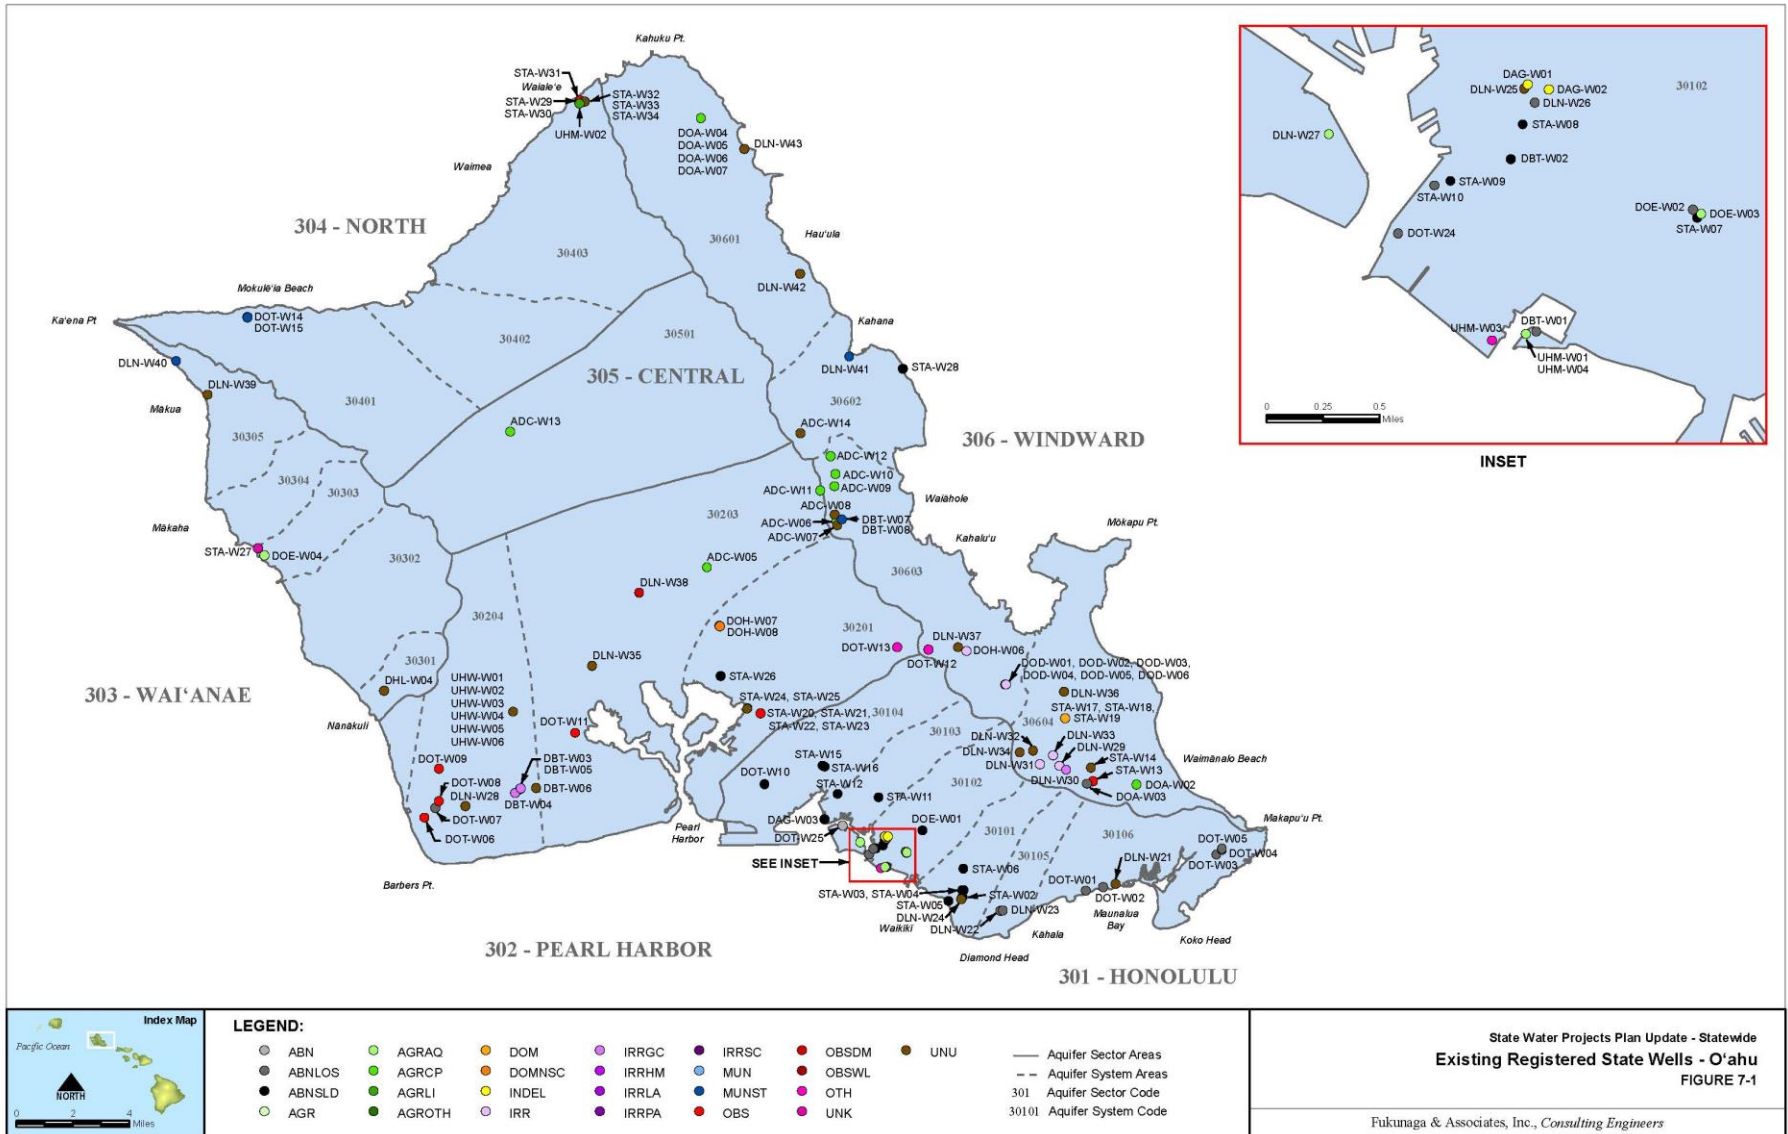 Kahuku Pt.
STA-W31
Waiale'e
STA-W29
STA-W30
STA-W32
STA-W33
STA-W34
UHM-W02
DOA-W04
DOA-W05
DOA-W06
DOA-W07
DLN-W43
Waimea
304 - NORTH
30403
30601
Hau'ula
DLN-W42
Mokulē'ia Beach
Ka'ena Pt
DOT-W14
DOT-W15
30402
30501
Kahana
DLN-W40
DLN-W41
STA-W28
305 - CENTRAL
DLN-W39
Mākua
30401
30602
ADC-W13
ADC-W14
30305
306 - WINDWARD
ADC-W12
30304
30303
ADC-W10
ADC-W09
ADC-W11
Waiāhole
ADC-W08
30203
Mākaha
ADC-W06
ADC-W07
DBT-W07
DBT-W08
Mōkapu Pt.
Kahalu'u
STA-W27
DOE-W04
30302
ADC-W05
30603
DLN-W38
30204
DOH-W07
DOH-W08
30201
DOT-W13
DLN-W37
DOT-W12
DOH-W06
30301
DLN-W35
DOD-W01, DOD-W02, DOD-W03,
DOD-W04, DOD-W05, DOD-W06
STA-W26
DHL-W04
UHW-W01
UHW-W02
UHW-W03
UHW-W04
UHW-W05
UHW-W06
303 - WAI'ANAE
Nānākuli
DLN-W36
STA-W24, STA-W25
STA-W20, STA-W21,
STA-W22, STA-W23
30104
STA-W17, STA-W18,
STA-W19
DOT-W11
30103
30604
DLN-W32
DLN-W33
DLN-W34
DLN-W29
DLN-W31
STA-W14
Waimānalo Beach
DOT-W09
DBT-W03
DBT-W05
STA-W15
STA-W16
STA-W13
DLN-W30
DOT-W08
DLN-W28
DOT-W10
30102
DBT-W06
DBT-W04
STA-W12
DOA-W02
DOA-W03
STA-W11
DOT-W07
DOT-W06
DAG-W03
DOE-W01
Makapu'u Pt.
Pearl
Harbor
DOT-W25
30101
30106
DOT-W05
DOT-W04
DOT-W03
SEE INSET
30105
DLN-W21
STA-W06
Barbers Pt.
DOT-W01
DOT-W02
STA-W03, STA-W04
STA-W02
STA-W05
DLN-W24
DLN-W23
DLN-W22
Waikīkī
Maunalua
Bay
Kāhala
Koko Head
Diamond Head
302 - PEARL HARBOR
301 - HONOLULU
DAG-W01
DLN-W25
DAG-W02
30102
DLN-W26
STA-W08
DLN-W27
DBT-W02
STA-W09
STA-W10
DOE-W02
DOE-W03
STA-W07
DOT-W24
UHM-W03
DBT-W01
UHM-W01
UHM-W04
0 0.25 0.5
Miles
INSET
Index Map
Pacific Ocean
NORTH
0 2 4
Miles
LEGEND:
ABN
ABNLOS
ABNSLD
AGR
AGRAQ
AGRCP
AGRLI
AGROTH
DOM
DOMNSC
INDEL
IRR
IRRGC
IRRHM
IRRLA
IRRPA
IRRSC
MUN
MUNST
OBS
OBSDM
OBSWL
OTH
UNK
UNU
Aquifer Sector Areas
Aquifer System Areas
301 Aquifer Sector Code
30101 Aquifer System Code
State Water Projects Plan Update - Statewide
Existing Registered State Wells - O'ahu
FIGURE 7-1
Fukunaga & Associates, Inc., Consulting Engineers